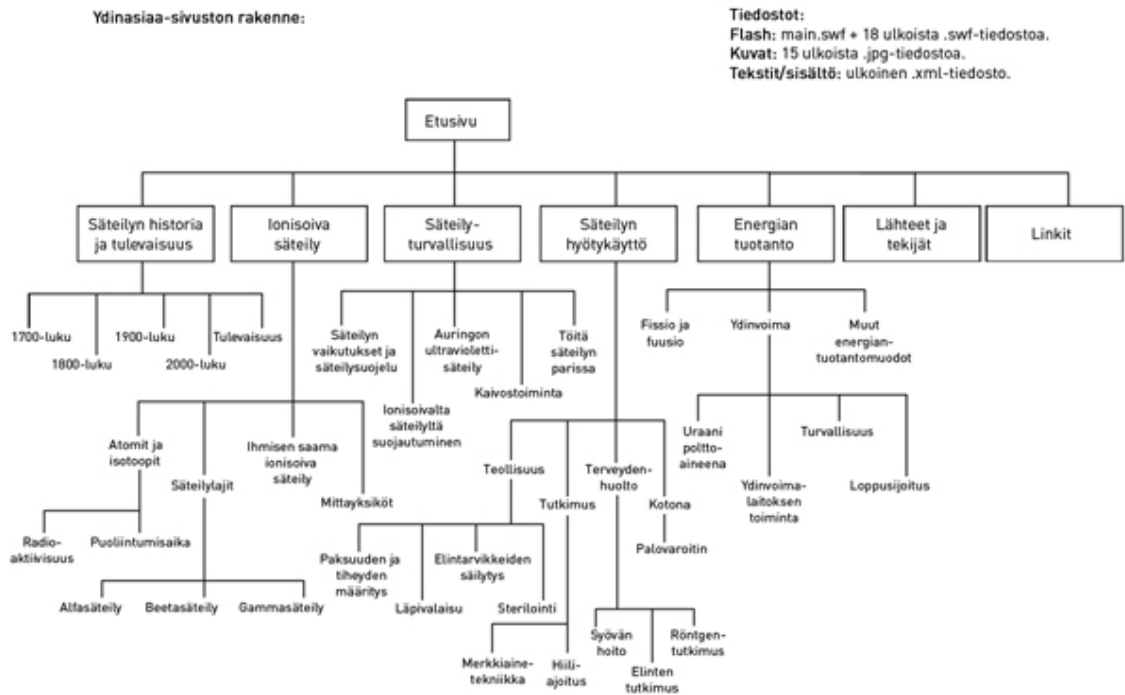 Ydinasiaa-sivuston rakenne:
Tiedostot:
Flash: main.swf + 18 ulkoista .swf-tiedostoa.
Kuvat: 15 ulkoista .jpg-tiedostoa.
Tekstit/sisältö: ulkoinen .xml-tiedosto.
Etusivu
Säteilyn historia
ja tulevaisuus
Ionisoiva
säteily
Säteily-
turvallisuus
Säteilyn
hyötykäyttö
Energian
tuotanto
Lähteet ja
tekijät
Linkit
1700-luku
1800-luku
1900-luku
2000-luku
Tulevaisuus
Säteilyn
vaikutukset ja
säteilysuojelu
Ionisoivalta
säteilyltä
suojautuminen
Auringon
ultravioletti-
säteily
Kaivostoiminta
Töitä
säteilyn
parissa
Fissio ja
fuusio
Ydinvoima
Muut
energian-
tuotantomuodot
Atomit ja
isotoopit
Säteilylajit
Ihmisen saama
ionisoiva
säteily
Mittayksiköt
Teollisuus
Tutkimus
Terveyden-
huolto
Kotona
Palovaroitin
Uraani
poltto-
aineena
Ydinvoima-
laitoksen
toiminta
Turvallisuus
Loppusijoitus
Radio-
aktiivisuus
Puoliintumisaika
Alfasäteily
Beetasäteily
Gammasäteily
Paksuuden ja
tiheyden
määritys
Läpivalaisu
Elintarvikkeiden
säilytys
Sterilointi
Merkkiaine-
tekniikka
Hiili-
ajoitus
Syövän
hoito
Elinten
tutkimus
Röntgen-
tutkimus